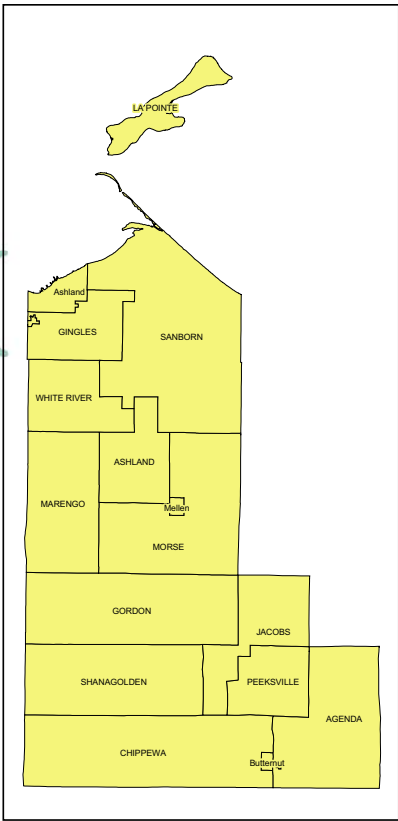 LA POINTE
Ashland
GINGLES
SANBORN
WHITE RIVER
ASHLAND
MARENGO
Mellen
MORSE
GORDON
JACOBS
SHANAGOLDEN
PEEKSVILLE
AGENDA
CHIPPEWA
Butternut